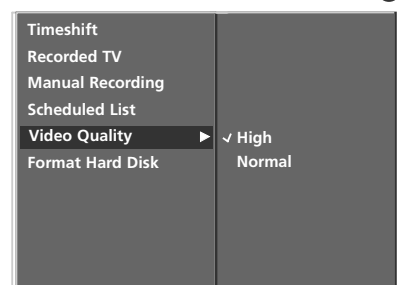 Timeshift
Recorded TV
Manual Recording
Scheduled List
Video Quality ▶ ✓ High
Format Hard Disk Normal